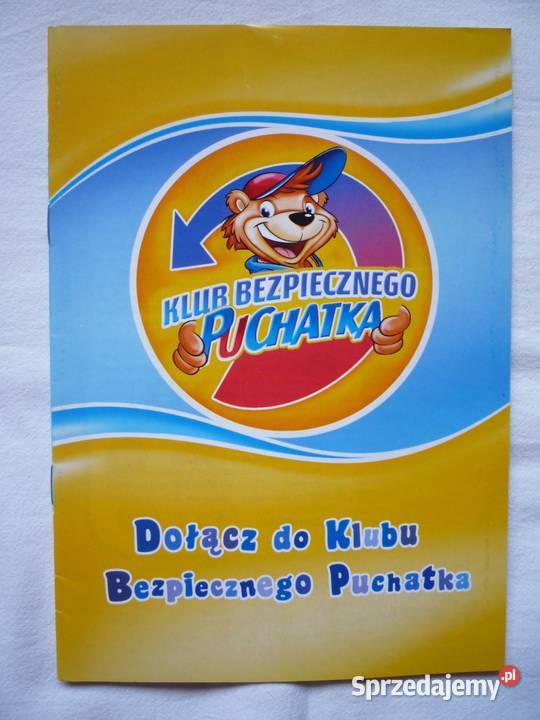 KLUB BEZPIECZNEGO
PUCHATKA
Dołącz do Klubu
Bezpiecznego Puchatka
Sprzedajemy.pl